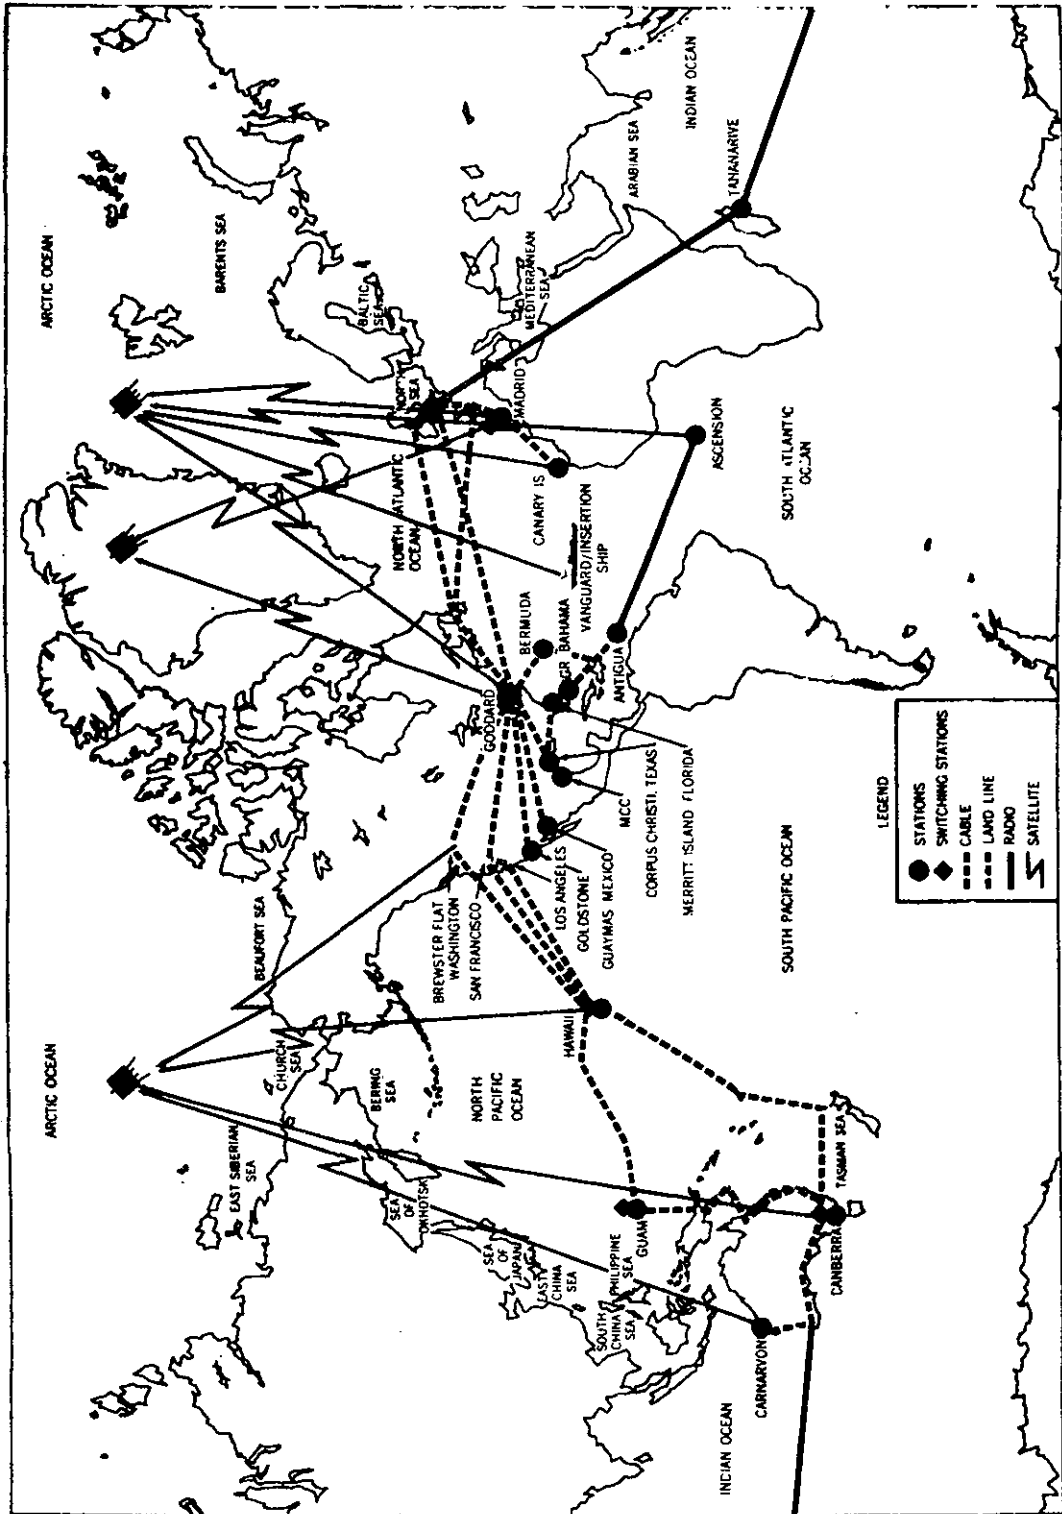 ARCTIC OCEAN
ARCTIC OCEAN
BARENTS SEA
EAST SIBERIAN
SEA
BEAUFORT SEA
CHURCH
SEA
BERING
SEA
SEA
OF
OKHOTSK
BALTIC
SEA
NORTH
SEA
NORTH ATLANTIC
OCEAN
SEA
OF
JAPAN
EAST
CHINA
SEA
NORTH
PACIFIC
OCEAN
BREWSTER FLAT
WASHINGTON
SAN FRANCISCO
GODDARD
BERMUDA
MADRID
MEDITERRANEAN
SEA
CANARY IS
VANGUARD/INSERTION
SHIP
GR BAHAMA
ANTIGUA
LOS ANGELES
GOLDSTONE
GUAYMAS MEXICO
MCC
CORPUS CHRISTI, TEXAS
MERRITT ISLAND FLORIDA
HAWAII
SOUTH
CHINA
SEA
PHILIPPINE
SEA
GUAM
ARABIAN SEA
INDIAN OCEAN
TANANARIVE
ASCENSION
SOUTH ATLANTIC
OCEAN
SOUTH PACIFIC OCEAN
INDIAN OCEAN
CARNARVON
CANBERRA
TASMAN SEA
LEGEND
STATIONS
SWITCHING STATIONS
CABLE
LAND LINE
RADIO
SATELLITE